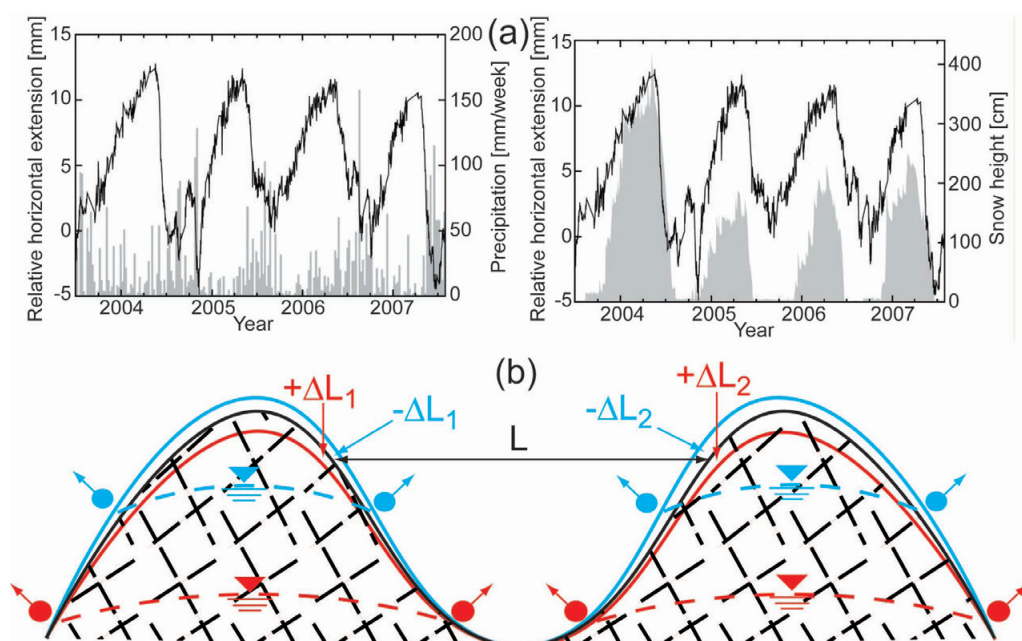 (a)
Relative horizontal extension [mm]
15
10
5
0
-5
2004
2005
2006
2007
Year
200
150
100
50
0
Precipitation [mm/week]
Relative horizontal extension [mm]
15
10
5
0
-5
2004
2005
2006
2007
Year
400
300
200
100
0
Snow height [cm]
(b)
+ΔL1
-ΔL1
L
-ΔL2
+ΔL2